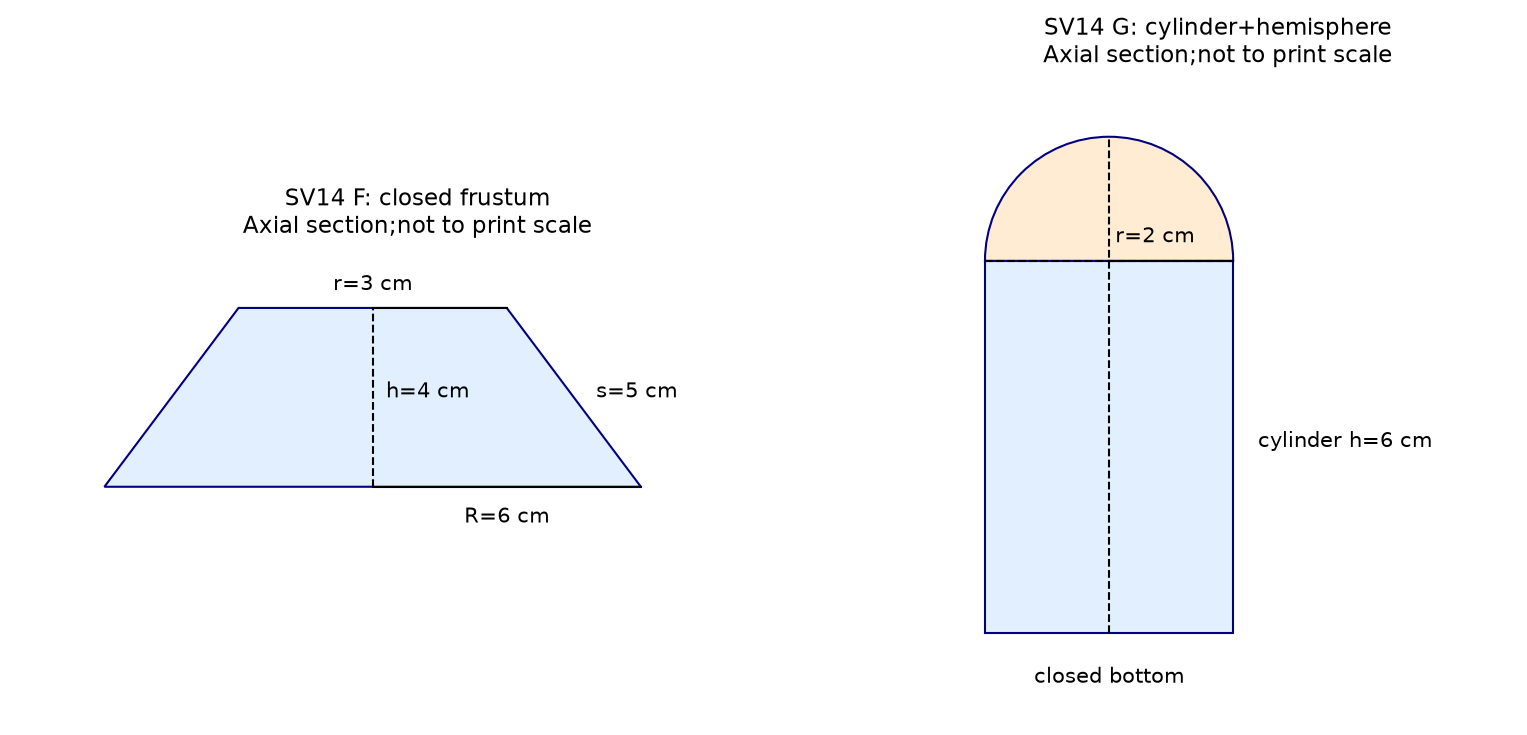 SV14 F: closed frustum
Axial section;not to print scale
r=3 cm
h=4 cm
s=5 cm
R=6 cm
SV14 G: cylinder+hemisphere
Axial section;not to print scale
r=2 cm
cylinder h=6 cm
closed bottom